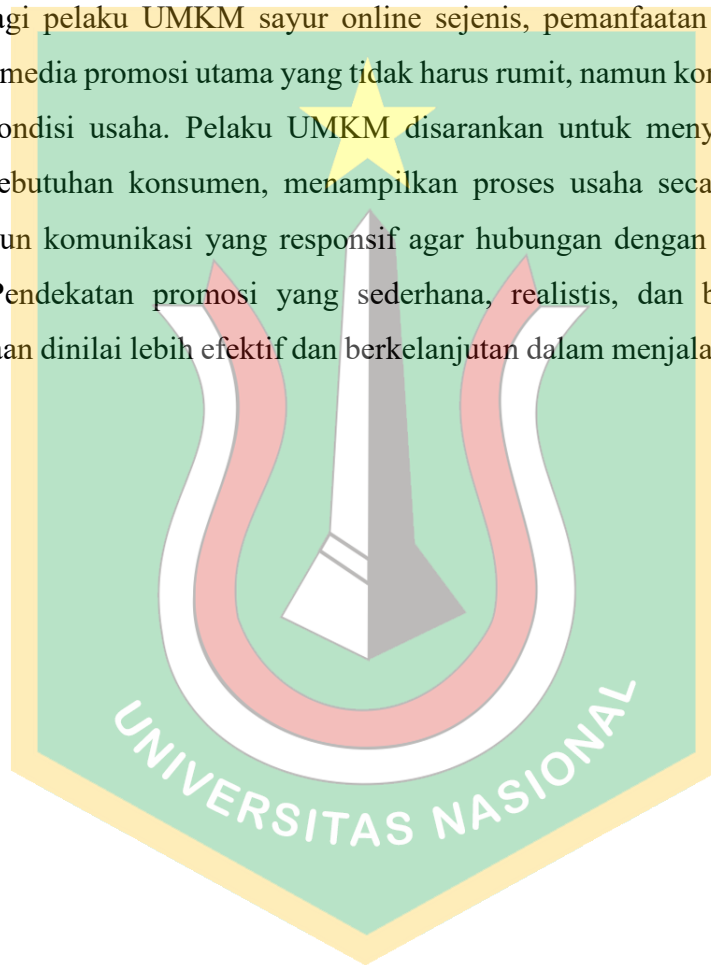 agi pelaku UMKM sayur online sejenis, pemanfaatan
media promosi utama yang tidak harus rumit, namun kon
ondisi usaha. Pelaku UMKM disarankan untuk meny
ebutuhan konsumen, menampilkan proses usaha seca
un komunikasi yang responsif agar hubungan dengan
Pendekatan promosi yang sederhana, realistis, dan b
aan dinilai lebih efektif dan berkelanjutan dalam menjala
UNIVERSITAS NASIONAL